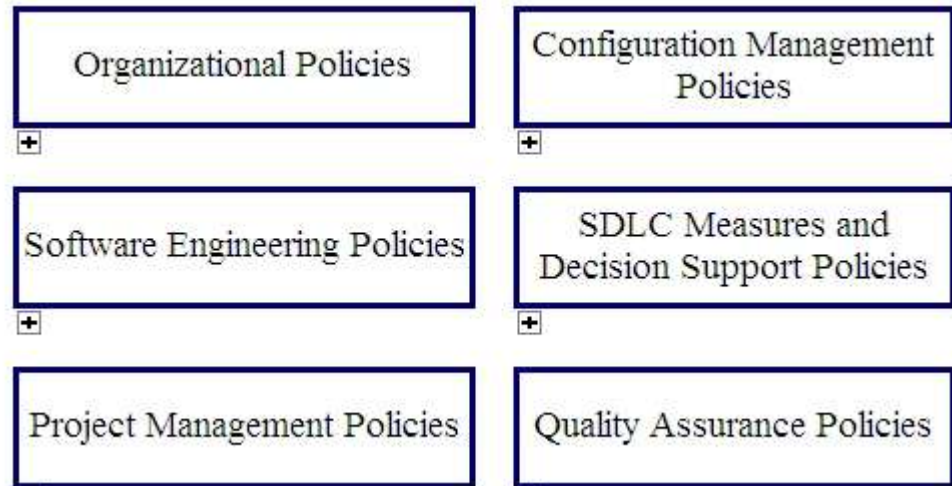 Organizational Policies
Configuration Management
Policies
Software Engineering Policies
SDLC Measures and
Decision Support Policies
Project Management Policies
Quality Assurance Policies